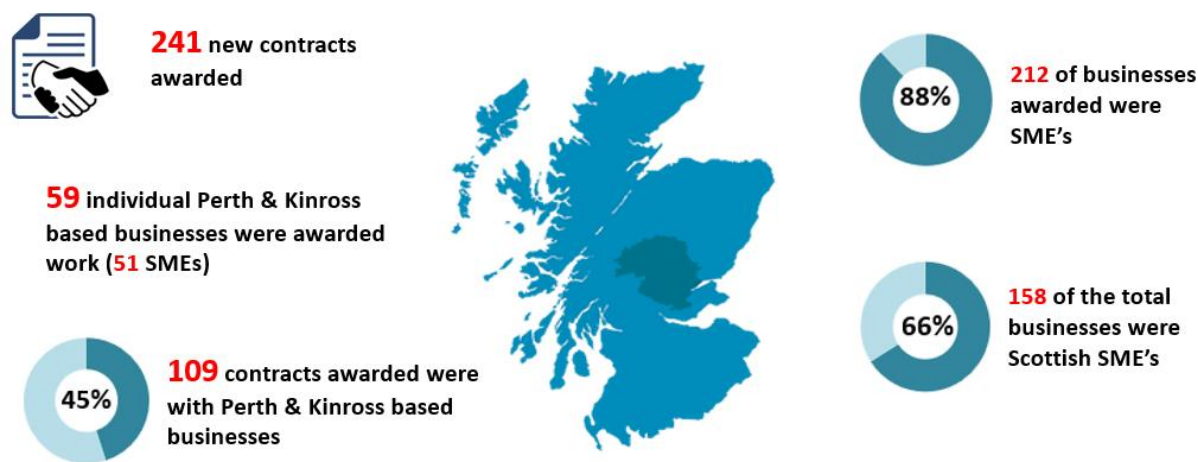 241 new contracts
awarded
59 individual Perth & Kinross
based businesses were awarded
work (51 SMEs)
45%
109 contracts awarded were
with Perth & Kinross based
businesses
88%
212 of businesses
awarded were
SME's
66%
158 of the total
businesses were
Scottish SME's